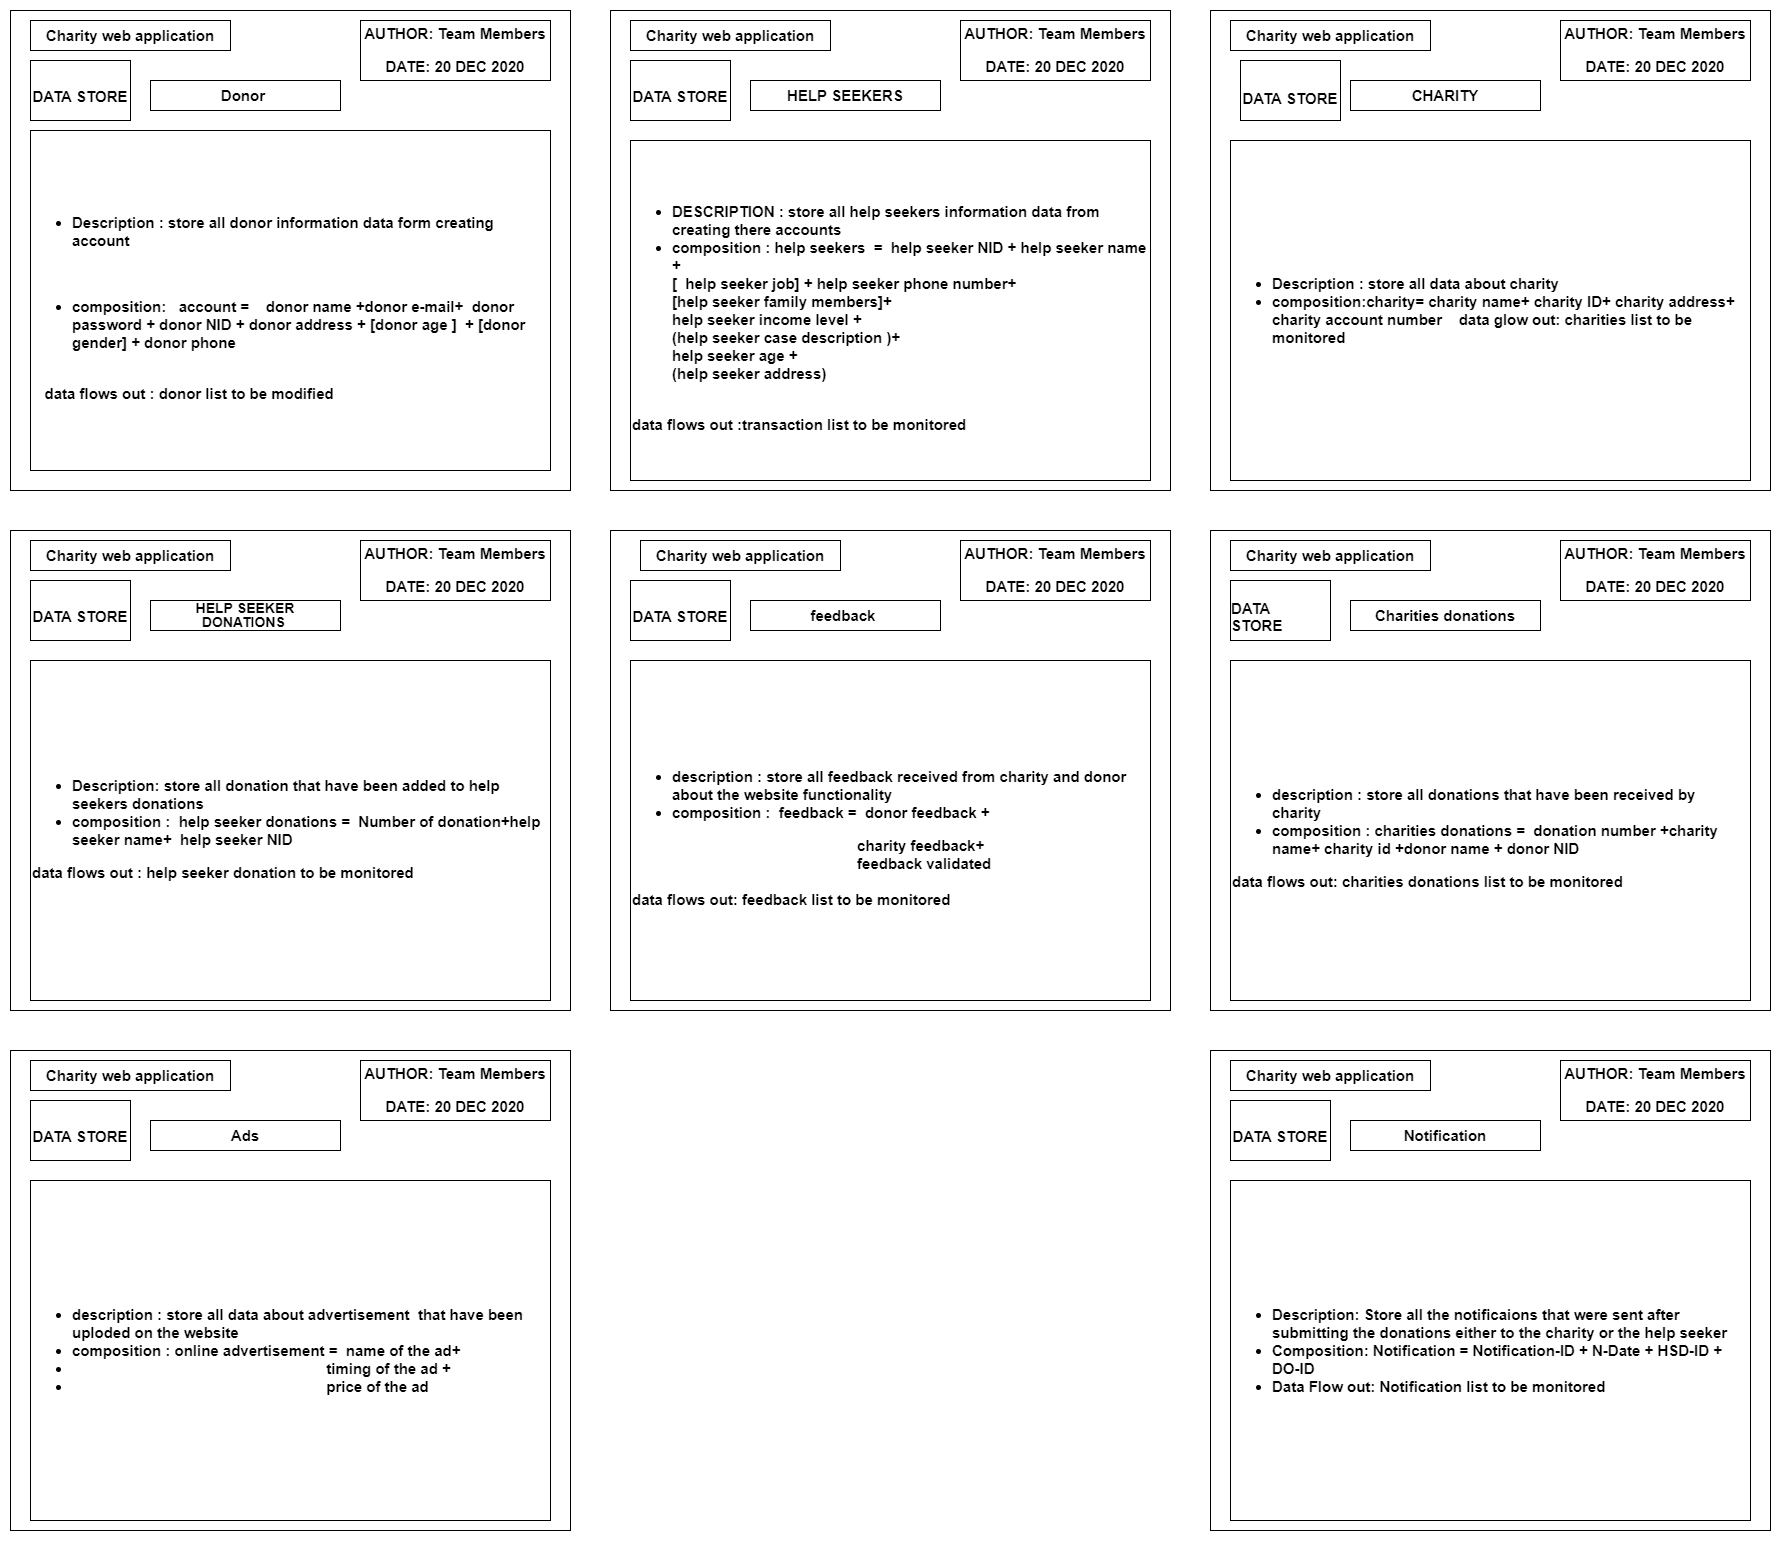 Charity web application
AUTHOR: Team Members
DATE: 20 DEC 2020
DATA STORE
Donor
• Description : store all donor information data form creating
account
• composition:   account =    donor name +donor e-mail+  donor
password + donor NID + donor address + [donor age ]  + [donor
gender] + donor phone
data flows out : donor list to be modified
Charity web application
AUTHOR: Team Members
DATE: 20 DEC 2020
DATA STORE
HELP SEEKERS
• DESCRIPTION : store all help seekers information data from
creating there accounts
• composition : help seekers  =  help seeker NID + help seeker name
+
[  help seeker job] + help seeker phone number+
[help seeker family members]+
help seeker income level +
(help seeker case description )+
help seeker age +
(help seeker address)
data flows out :transaction list to be monitored
Charity web application
AUTHOR: Team Members
DATE: 20 DEC 2020
DATA STORE
CHARITY
• Description : store all data about charity
• composition:charity= charity name+ charity ID+ charity address+
charity account number    data glow out: charities list to be
monitored
Charity web application
AUTHOR: Team Members
DATE: 20 DEC 2020
DATA STORE
HELP SEEKER
DONATIONS
• Description: store all donation that have been added to help
seekers donations
• composition :  help seeker donations =  Number of donation+help
seeker name+  help seeker NID
data flows out : help seeker donation to be monitored
Charity web application
AUTHOR: Team Members
DATE: 20 DEC 2020
DATA STORE
feedback
• description : store all feedback received from charity and donor
about the website functionality
• composition :  feedback =  donor feedback +
charity feedback+
feedback validated
data flows out: feedback list to be monitored
Charity web application
AUTHOR: Team Members
DATE: 20 DEC 2020
DATA
STORE
Charities donations
• description : store all donations that have been received by
charity
• composition : charities donations =  donation number +charity
name+ charity id +donor name + donor NID
data flows out: charities donations list to be monitored
Charity web application
AUTHOR: Team Members
DATE: 20 DEC 2020
DATA STORE
Ads
• description : store all data about advertisement  that have been
uploded on the website
• composition : online advertisement =  name of the ad+
• timing of the ad +
• price of the ad
Charity web application
AUTHOR: Team Members
DATE: 20 DEC 2020
DATA STORE
Notification
• Description: Store all the notificaions that were sent after
submitting the donations either to the charity or the help seeker
• Composition: Notification = Notification-ID + N-Date + HSD-ID +
DO-ID
• Data Flow out: Notification list to be monitored